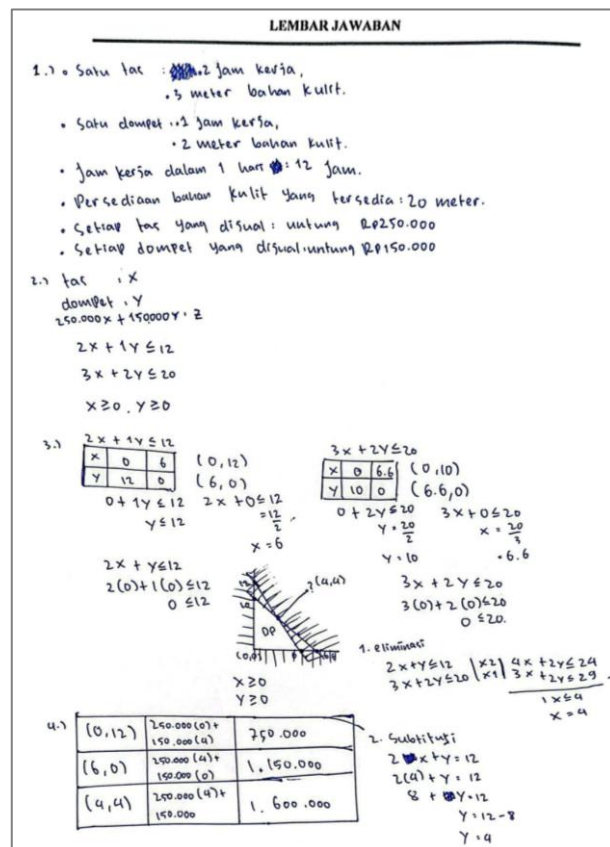 LEMBAR JAWABAN
1.) • Satu tas : 2 jam kerja,
• 3 meter bahan kulit.
• Satu dompet : 1 jam kerja,
• 2 meter bahan kulit.
• Jam kerja dalam 1 hari : 12 jam.
• Persediaan bahan kulit yang tersedia : 20 meter.
• Setiap tas yang dijual : untung Rp250.000
• Setiap dompet yang dijual : untung Rp150.000
2.) tas : X
dompet : Y
250.000x + 150.000Y = Z
2x + 1y ≤ 12
3x + 2y ≤ 20
x ≥ 0, y ≥ 0
3.) 2x + 1y ≤ 12
X 0 6 (0,12)
Y 12 0 (6,0)
0 + 1y ≤ 12 2x + 0 ≤ 12
y ≤ 12 = 12/2
x = 6
2x + y ≤ 12
2(0) + 1(0) ≤ 12
0 ≤ 12
3x + 2y ≤ 20
X 0 6.6 (0,10)
Y 10 0 (6.6,0)
0 + 2y ≤ 20 3x + 0 ≤ 20
y = 20/2 x = 20/3
y = 10 = 6.6
3x + 2y ≤ 20
3(0) + 2(0) ≤ 20
0 ≤ 20.
(4,4)
DP
(0,0)
x ≥ 0
y ≥ 0
1. eliminasi
2x + y ≤ 12 | x2 | 4x + 2y ≤ 24
3x + 2y ≤ 20 | x1 | 3x + 2y ≤ 29
1x ≤ 4
x = 4
2. Subtitusi
2x + y = 12
2(4) + y = 12
8 + y = 12
y = 12 - 8
y = 4
4.) (0,12) 250.000(0) + 150.000(4) 750.000
(6,0) 250.000(4) + 150.000(0) 1.150.000
(4,4) 250.000(4) + 150.000 1.600.000